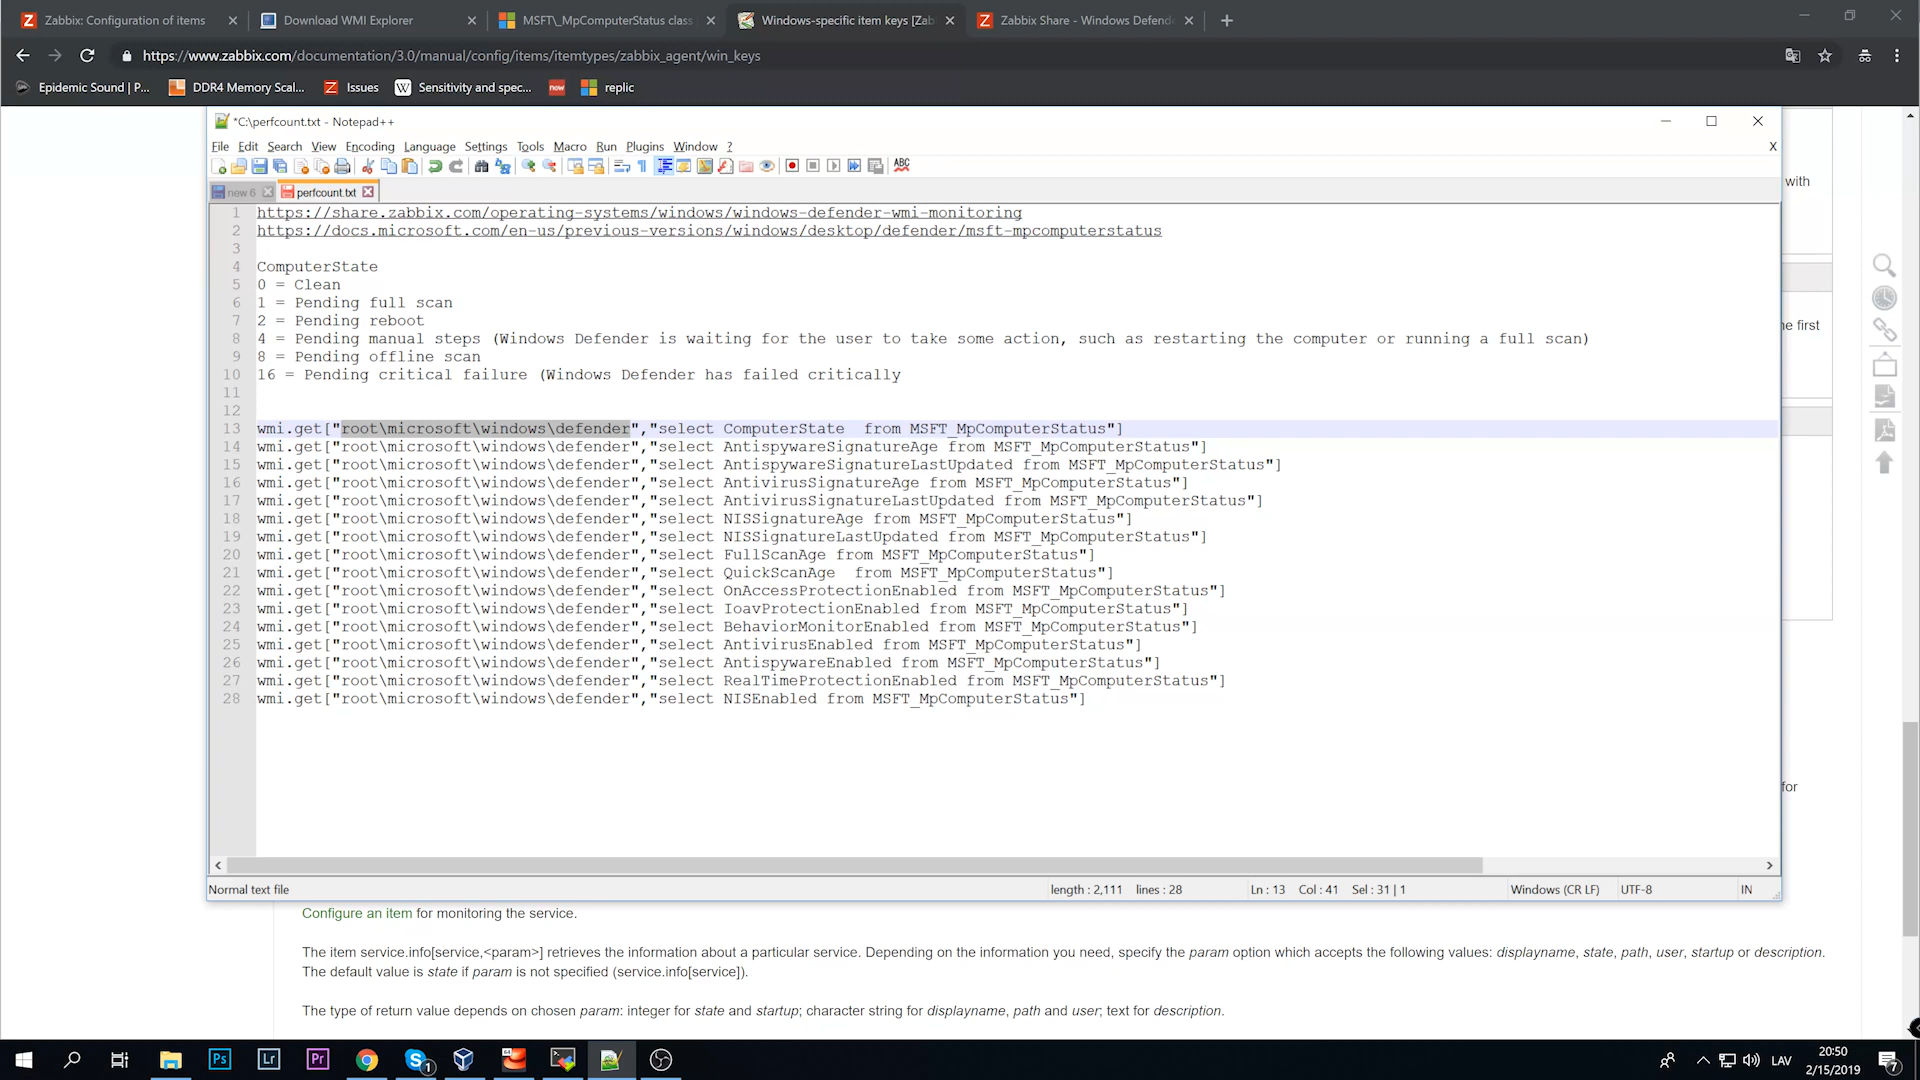 Zabbix: Configuration of items
Download WMI Explorer
MSFT\_MpComputerStatus class
Windows-specific item keys [Zab
Zabbix Share - Windows Defend
https://www.zabbix.com/documentation/3.0/manual/config/items/itemtypes/zabbix_agent/win_keys
Epidemic Sound | P...
DDR4 Memory Scal...
Issues
Sensitivity and spec...
now
replic
*C:\perfcount.txt - Notepad++
File Edit Search View Encoding Language Settings Tools Macro Run Plugins Window ?
X
ABC
new 6
perfcount.txt
1 https://share.zabbix.com/operating-systems/windows/windows-defender-wmi-monitoring
2 https://docs.microsoft.com/en-us/previous-versions/windows/desktop/defender/msft-mpcomputerstatus
3
4 ComputerState
5 0 = Clean
6 1 = Pending full scan
7 2 = Pending reboot
8 4 = Pending manual steps (Windows Defender is waiting for the user to take some action, such as restarting the computer or running a full scan)
9 8 = Pending offline scan
10 16 = Pending critical failure (Windows Defender has failed critically
11
12
13 wmi.get["root\microsoft\windows\defender","select ComputerState  from MSFT_MpComputerStatus"]
14 wmi.get["root\microsoft\windows\defender","select AntispywareSignatureAge from MSFT_MpComputerStatus"]
15 wmi.get["root\microsoft\windows\defender","select AntispywareSignatureLastUpdated from MSFT_MpComputerStatus"]
16 wmi.get["root\microsoft\windows\defender","select AntivirusSignatureAge from MSFT_MpComputerStatus"]
17 wmi.get["root\microsoft\windows\defender","select AntivirusSignatureLastUpdated from MSFT_MpComputerStatus"]
18 wmi.get["root\microsoft\windows\defender","select NISSignatureAge from MSFT_MpComputerStatus"]
19 wmi.get["root\microsoft\windows\defender","select NISSignatureLastUpdated from MSFT_MpComputerStatus"]
20 wmi.get["root\microsoft\windows\defender","select FullScanAge from MSFT_MpComputerStatus"]
21 wmi.get["root\microsoft\windows\defender","select QuickScanAge  from MSFT_MpComputerStatus"]
22 wmi.get["root\microsoft\windows\defender","select OnAccessProtectionEnabled from MSFT_MpComputerStatus"]
23 wmi.get["root\microsoft\windows\defender","select IoavProtectionEnabled from MSFT_MpComputerStatus"]
24 wmi.get["root\microsoft\windows\defender","select BehaviorMonitorEnabled from MSFT_MpComputerStatus"]
25 wmi.get["root\microsoft\windows\defender","select AntivirusEnabled from MSFT_MpComputerStatus"]
26 wmi.get["root\microsoft\windows\defender","select AntispywareEnabled from MSFT_MpComputerStatus"]
27 wmi.get["root\microsoft\windows\defender","select RealTimeProtectionEnabled from MSFT_MpComputerStatus"]
28 wmi.get["root\microsoft\windows\defender","select NISEnabled from MSFT_MpComputerStatus"]
with
he first
for
Normal text file
length : 2,111 lines : 28
Ln : 13 Col : 41 Sel : 31 | 1
Windows (CR LF)
UTF-8
IN
Configure an item for monitoring the service.
The item service.info[service,<param>] retrieves the information about a particular service. Depending on the information you need, specify the param option which accepts the following values: displayname, state, path, user, startup or description.
The default value is state if param is not specified (service.info[service]).
The type of return value depends on chosen param: integer for state and startup; character string for displayname, path and user; text for description.
Ps
Lr
Pr
1
64
LAV
20:50
2/15/2019
7